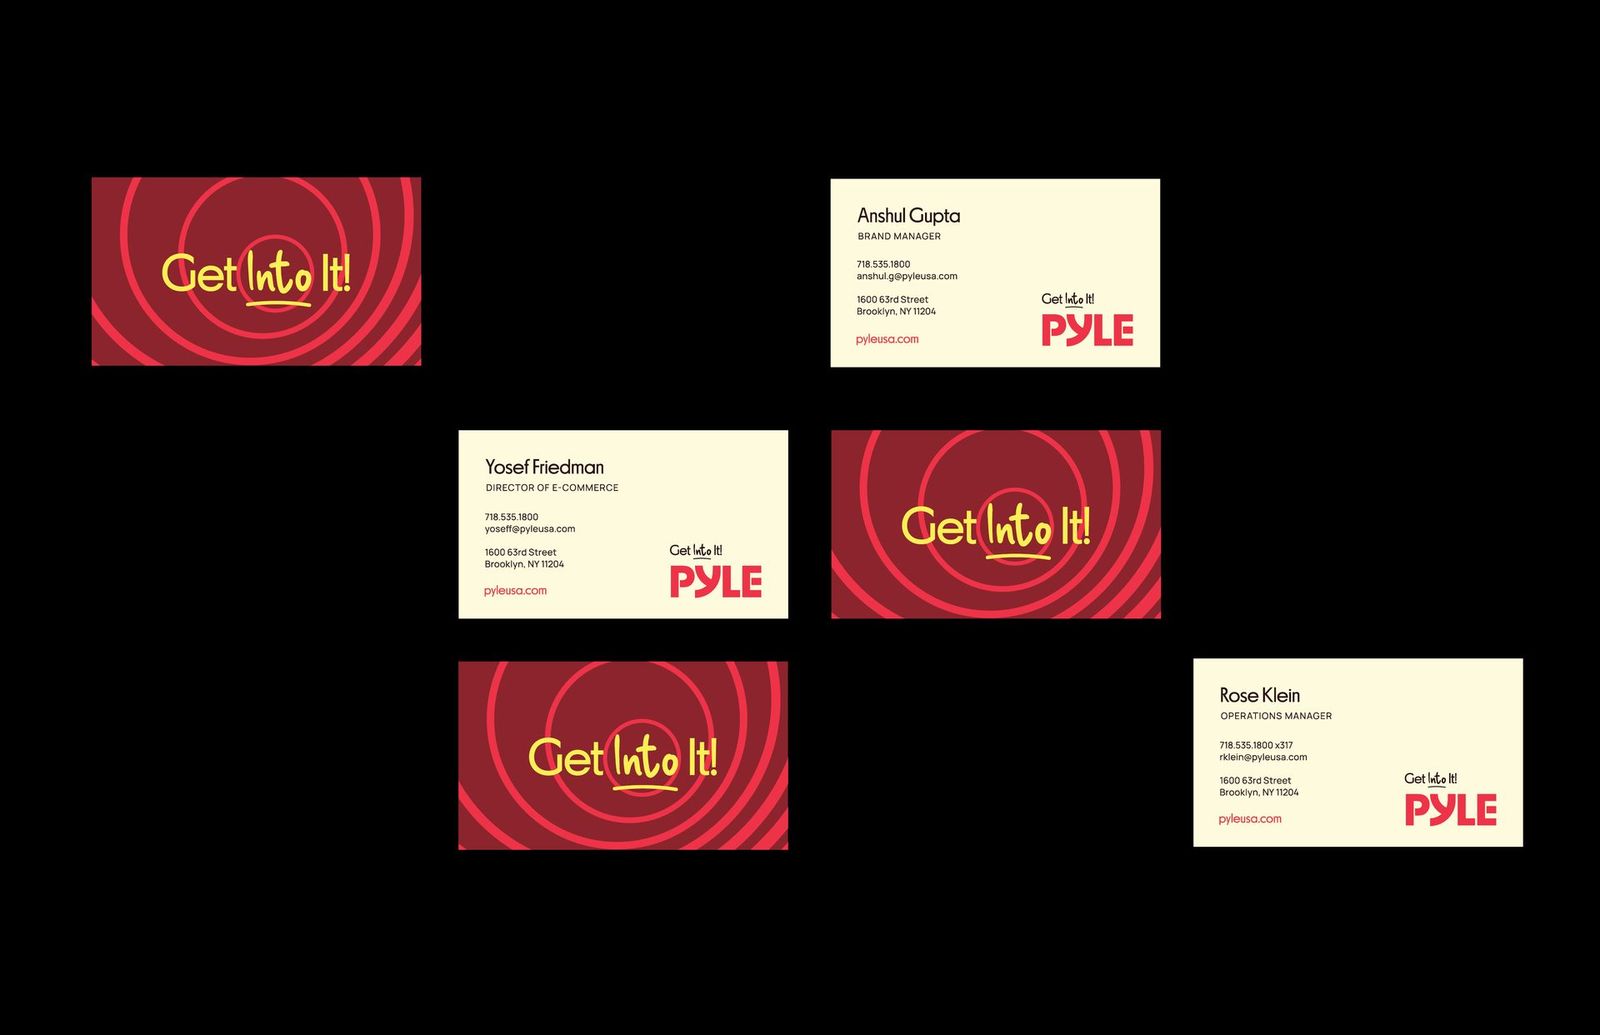 Get Into It!
Anshul Gupta
BRAND MANAGER
718.535.1800
anshul.g@pyleusa.com
1600 63rd Street
Brooklyn, NY 11204
pyleusa.com
Get Into It!
PYLE
Yosef Friedman
DIRECTOR OF E-COMMERCE
718.535.1800
yoseff@pyleusa.com
1600 63rd Street
Brooklyn, NY 11204
pyleusa.com
Get Into It!
PYLE
Get Into It!
Get Into It!
Rose Klein
OPERATIONS MANAGER
718.535.1800 x317
rklein@pyleusa.com
1600 63rd Street
Brooklyn, NY 11204
pyleusa.com
Get Into It!
PYLE